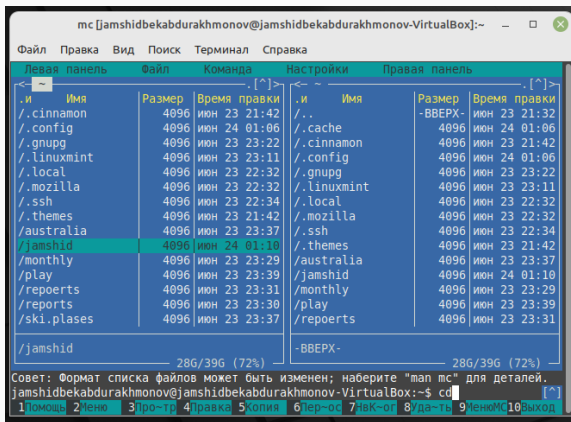 mc [jamshidbekabdurakhmonov@jamshidbekabdurakhmonov-VirtualBox]:~
Файл Правка Вид Поиск Терминал Справка
Левая панель Файл Команда Настройки Правая панель
<- ~ .[^]> <- ~ .[^]>
.и Имя Размер Время правки .и Имя Размер Время правки
/.cinnamon 4096 июн 23 21:42 /.. -ВВЕРХ- июн 23 21:32
/.config 4096 июн 24 01:06 /.cache 4096 июн 24 01:06
/.gnupg 4096 июн 23 23:22 /.cinnamon 4096 июн 23 21:42
/.linuxmint 4096 июн 23 23:11 /.config 4096 июн 24 01:06
/.local 4096 июн 23 22:32 /.gnupg 4096 июн 23 23:22
/.mozilla 4096 июн 23 22:32 /.linuxmint 4096 июн 23 23:11
/.ssh 4096 июн 23 22:34 /.local 4096 июн 23 22:32
/.themes 4096 июн 23 21:42 /.mozilla 4096 июн 23 22:32
/australia 4096 июн 23 23:37 /.ssh 4096 июн 23 22:34
/jamshid 4096 июн 24 01:10 /.themes 4096 июн 23 21:42
/monthly 4096 июн 23 23:29 /australia 4096 июн 23 23:37
/play 4096 июн 23 23:39 /jamshid 4096 июн 24 01:10
/repoerts 4096 июн 23 23:31 /monthly 4096 июн 23 23:29
/reports 4096 июн 23 23:30 /play 4096 июн 23 23:39
/ski.plases 4096 июн 23 23:37 /repoerts 4096 июн 23 23:31
/jamshid -ВВЕРХ-
28G/39G (72%) 28G/39G (72%)
Совет: Формат списка файлов может быть изменен; наберите "man mc" для деталей.
jamshidbekabdurakhmonov@jamshidbekabdurakhmonov-VirtualBox:~$ cd [^]
1Помощь 2Меню 3Про~тр 4Правка 5Копия 6Пер~ос 7НвК~ог 8Уда~ть 9МенюMC 10Выход